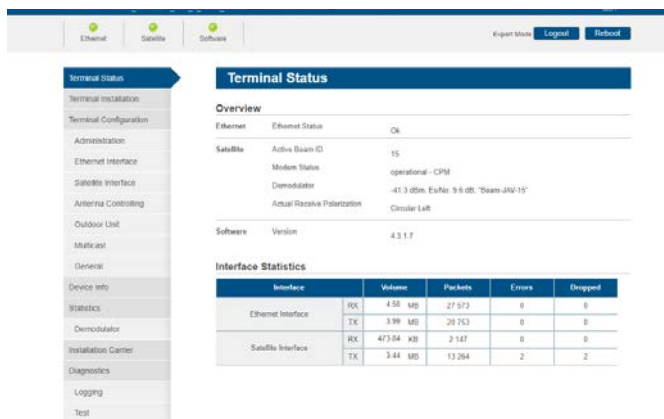 Ethernet Satellite Software Expert Mode Logout Reboot
Terminal Status
Terminal Installation
Terminal Configuration
Administration
Ethernet Interface
Satellite Interface
Antenna Controlling
Outdoor Unit
Multicast
General
Device Info
Statistics
Demodulator
Installation Carrier
Diagnostics
Logging
Test
Terminal Status
Overview
Ethernet Ethernet Status Ok
Satellite Active Beam ID 15
Modem Status operational - CPM
Demodulator -41.3 dBm, Es/No: 9.6 dB, "Beam-JAV-15"
Actual Receive Polarization Circular Left
Software Version 4.3.1.7
Interface Statistics
Interface Volume Packets Errors Dropped
Ethernet Interface RX 4.58 MB 27 573 0 0
TX 3.99 MB 20 753 0 0
Satellite Interface RX 473.84 KB 2 147 0 0
TX 3.44 MB 13 264 2 2